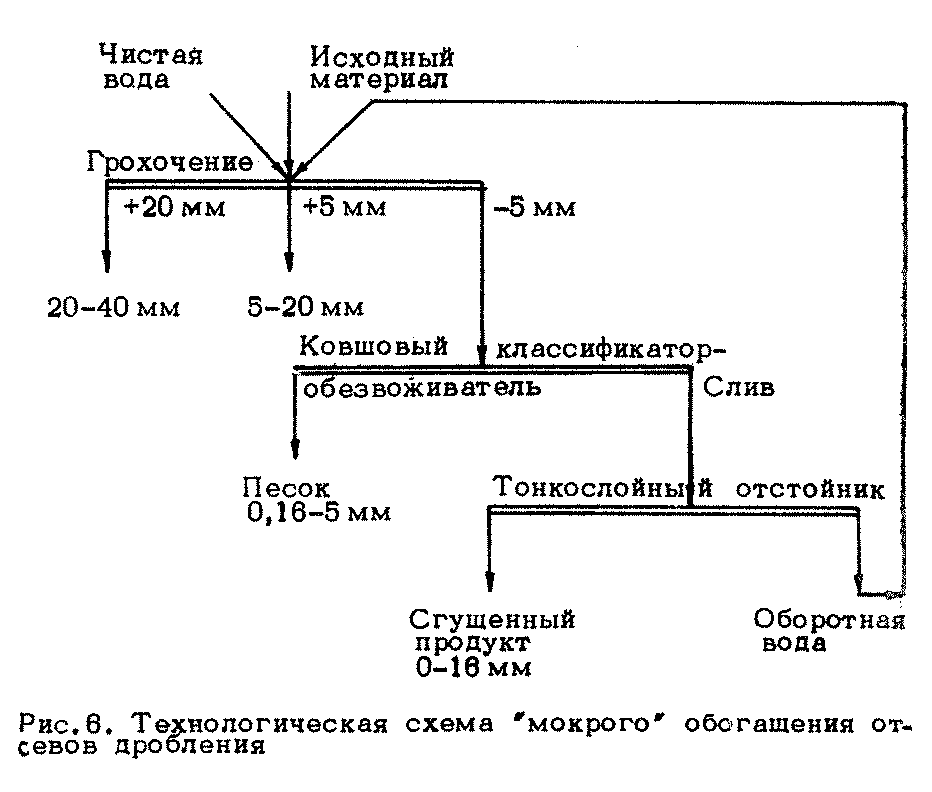 Чистая
вода
Исходный
материал
Грохочение
+20 мм
+5 мм
-5 мм
20-40 мм
5-20 мм
Ковшовый классификатор-
обезвоживатель
Слив
Песок
0,16-5 мм
Тонкослойный отстойник
Сгущенный
продукт
0-16 мм
Оборотная
вода
Рис.6. Технологическая схема "мокрого" обогащения от-
севов дробления